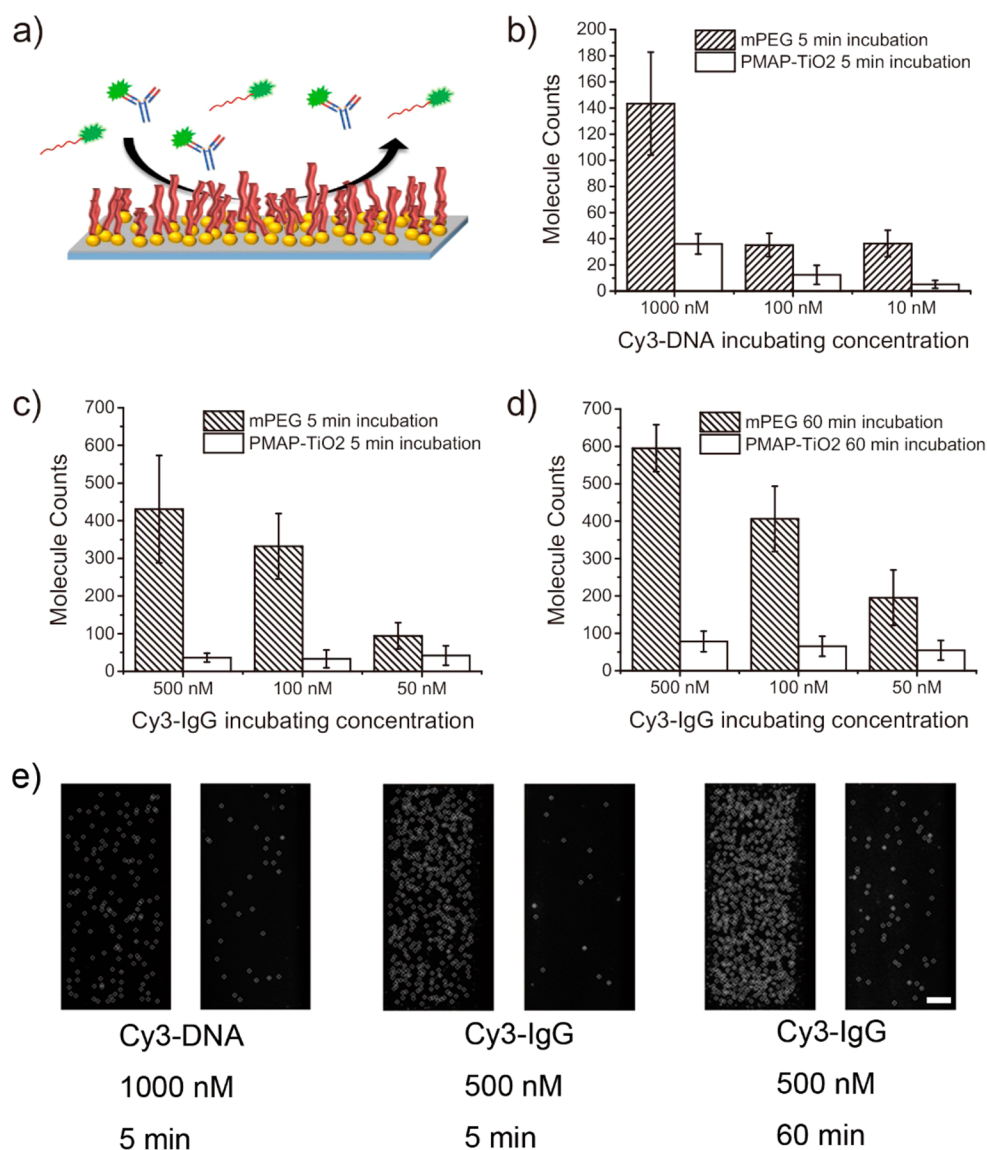 a)
b)
200
180
160
140
120
100
80
60
40
20
0
Molecule Counts
mPEG 5 min incubation
PMAP-TiO2 5 min incubation
1000 nM
100 nM
10 nM
Cy3-DNA incubating concentration
c)
700
600
500
400
300
200
100
0
Molecule Counts
mPEG 5 min incubation
PMAP-TiO2 5 min incubation
500 nM
100 nM
50 nM
Cy3-IgG incubating concentration
d)
700
600
500
400
300
200
100
0
Molecule Counts
mPEG 60 min incubation
PMAP-TiO2 60 min incubation
500 nM
100 nM
50 nM
Cy3-IgG incubating concentration
e)
Cy3-DNA
1000 nM
5 min
Cy3-IgG
500 nM
5 min
Cy3-IgG
500 nM
60 min